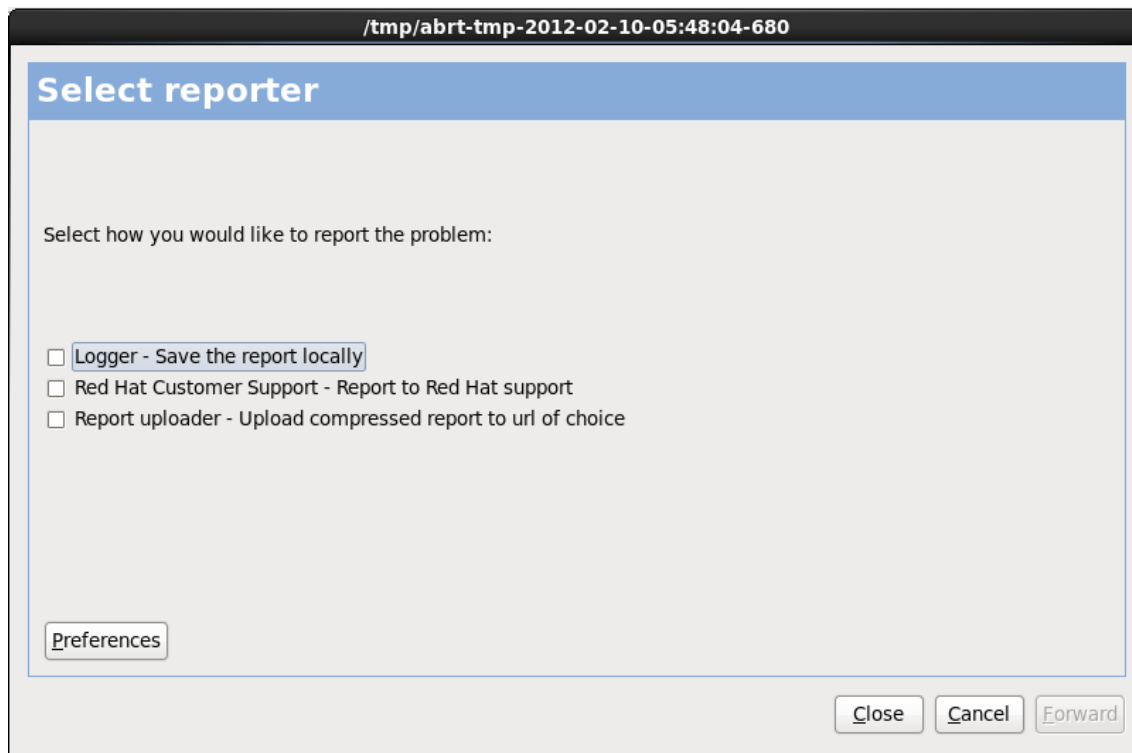 /tmp/abrt-tmp-2012-02-10-05:48:04-680
Select reporter
Select how you would like to report the problem:
Logger - Save the report locally
Red Hat Customer Support - Report to Red Hat support
Report uploader - Upload compressed report to url of choice
Preferences
Close Cancel Forward